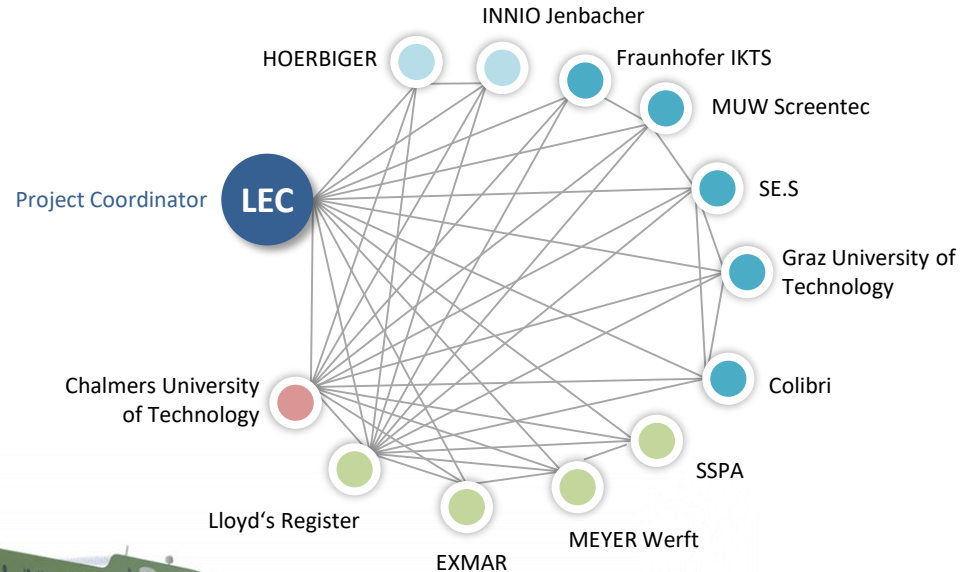 INNIO Jenbacher
HOERBIGER
Fraunhofer IKTS
MUW Screentec
Project Coordinator
LEC
SE.S
Graz University of
Technology
Chalmers University
of Technology
Colibri
SSPA
Lloyd‘s Register
MEYER Werft
EXMAR